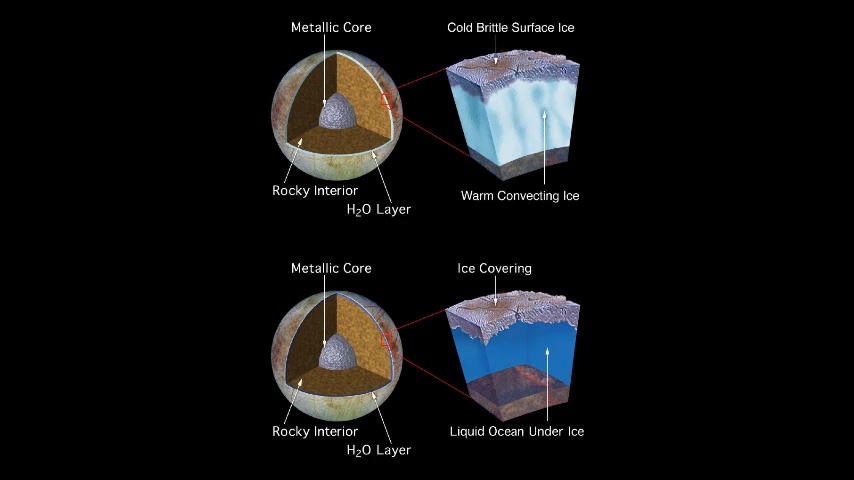 Metallic Core
Cold Brittle Surface Ice
Rocky Interior
H₂O Layer
Warm Convecting Ice
Metallic Core
Ice Covering
Rocky Interior
H₂O Layer
Liquid Ocean Under Ice